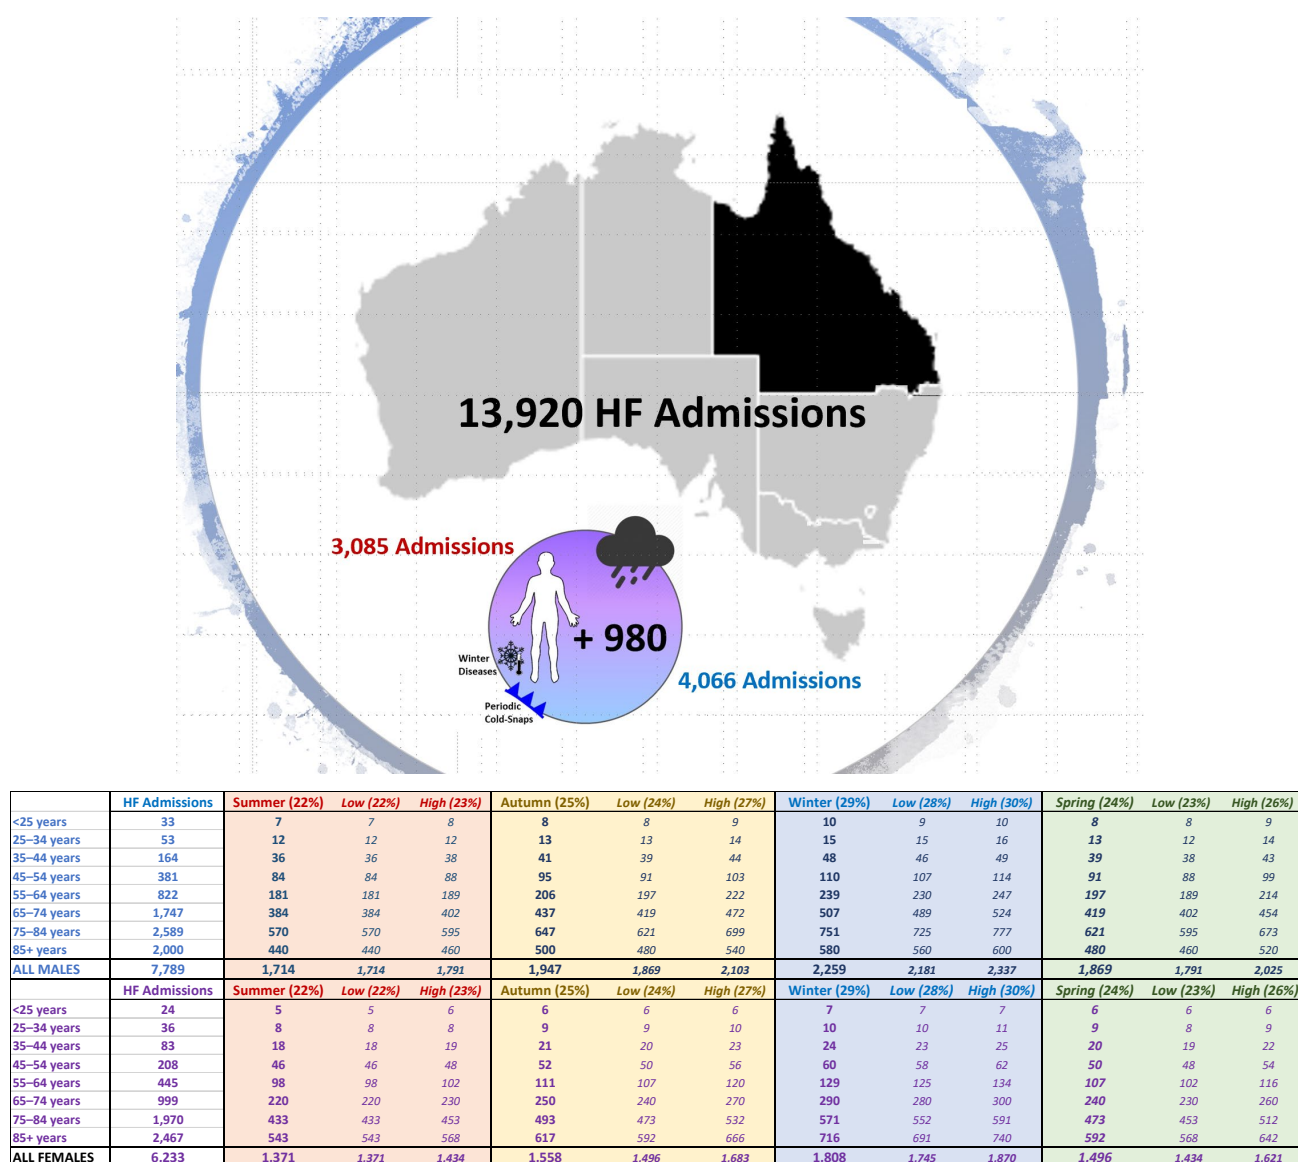 13,920 HF Admissions
3,085 Admissions
+ 980
Winter
Diseases
4,066 Admissions
Periodic
Cold-Snaps
HF Admissions Summer (22%) Low (22%) High (23%) Autumn (25%) Low (24%) High (27%) Winter (29%) Low (28%) High (30%) Spring (24%) Low (23%) High (26%)
<25 years 33 7 7 8 8 8 9 10 9 10 8 8 9
25–34 years 53 12 12 12 13 13 14 15 15 16 13 12 14
35–44 years 164 36 36 38 41 39 44 48 46 49 39 38 43
45–54 years 381 84 84 88 95 91 103 110 107 114 91 88 99
55–64 years 822 181 181 189 206 197 222 239 230 247 197 189 214
65–74 years 1,747 384 384 402 437 419 472 507 489 524 419 402 454
75–84 years 2,589 570 570 595 647 621 699 751 725 777 621 595 673
85+ years 2,000 440 440 460 500 480 540 580 560 600 480 460 520
ALL MALES 7,789 1,714 1,714 1,791 1,947 1,869 2,103 2,259 2,181 2,337 1,869 1,791 2,025
HF Admissions Summer (22%) Low (22%) High (23%) Autumn (25%) Low (24%) High (27%) Winter (29%) Low (28%) High (30%) Spring (24%) Low (23%) High (26%)
<25 years 24 5 5 6 6 6 6 7 7 7 6 6 6
25–34 years 36 8 8 8 9 9 10 10 10 11 9 8 9
35–44 years 83 18 18 19 21 20 23 24 23 25 20 19 22
45–54 years 208 46 46 48 52 50 56 60 58 62 50 48 54
55–64 years 445 98 98 102 111 107 120 129 125 134 107 102 116
65–74 years 999 220 220 230 250 240 270 290 280 300 240 230 260
75–84 years 1,970 433 433 453 493 473 532 571 552 591 473 453 512
85+ years 2,467 543 543 568 617 592 666 716 691 740 592 568 642
ALL FEMALES 6,233 1,371 1,371 1,434 1,558 1,496 1,683 1,808 1,745 1,870 1,496 1,434 1,621